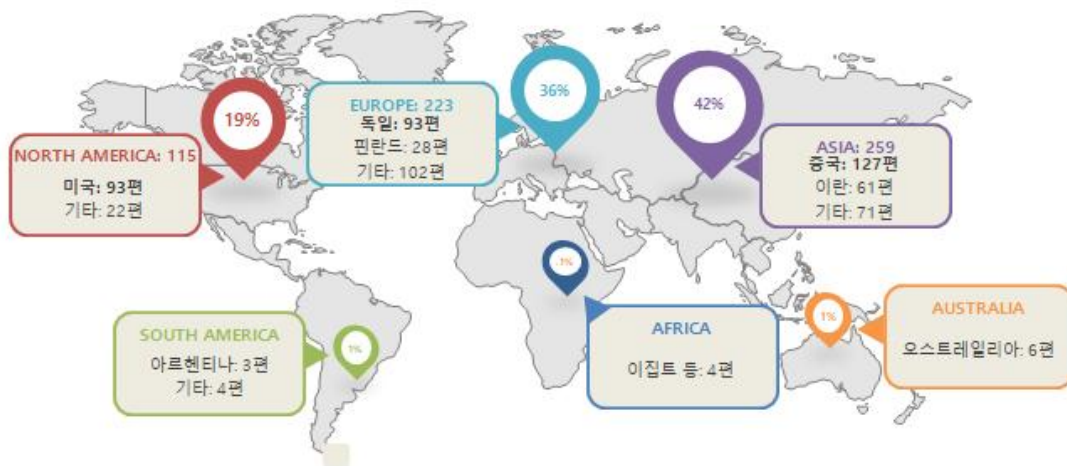 19%
NORTH AMERICA: 115
미국: 93편
기타: 22편
36%
EUROPE: 223
독일: 93편
핀란드: 28편
기타: 102편
42%
ASIA: 259
중국: 127편
이란: 61편
기타: 71편
1%
SOUTH AMERICA
아르헨티나: 3편
기타: 4편
AFRICA
이집트 등: 4편
1%
AUSTRALIA
오스트레일리아: 6편